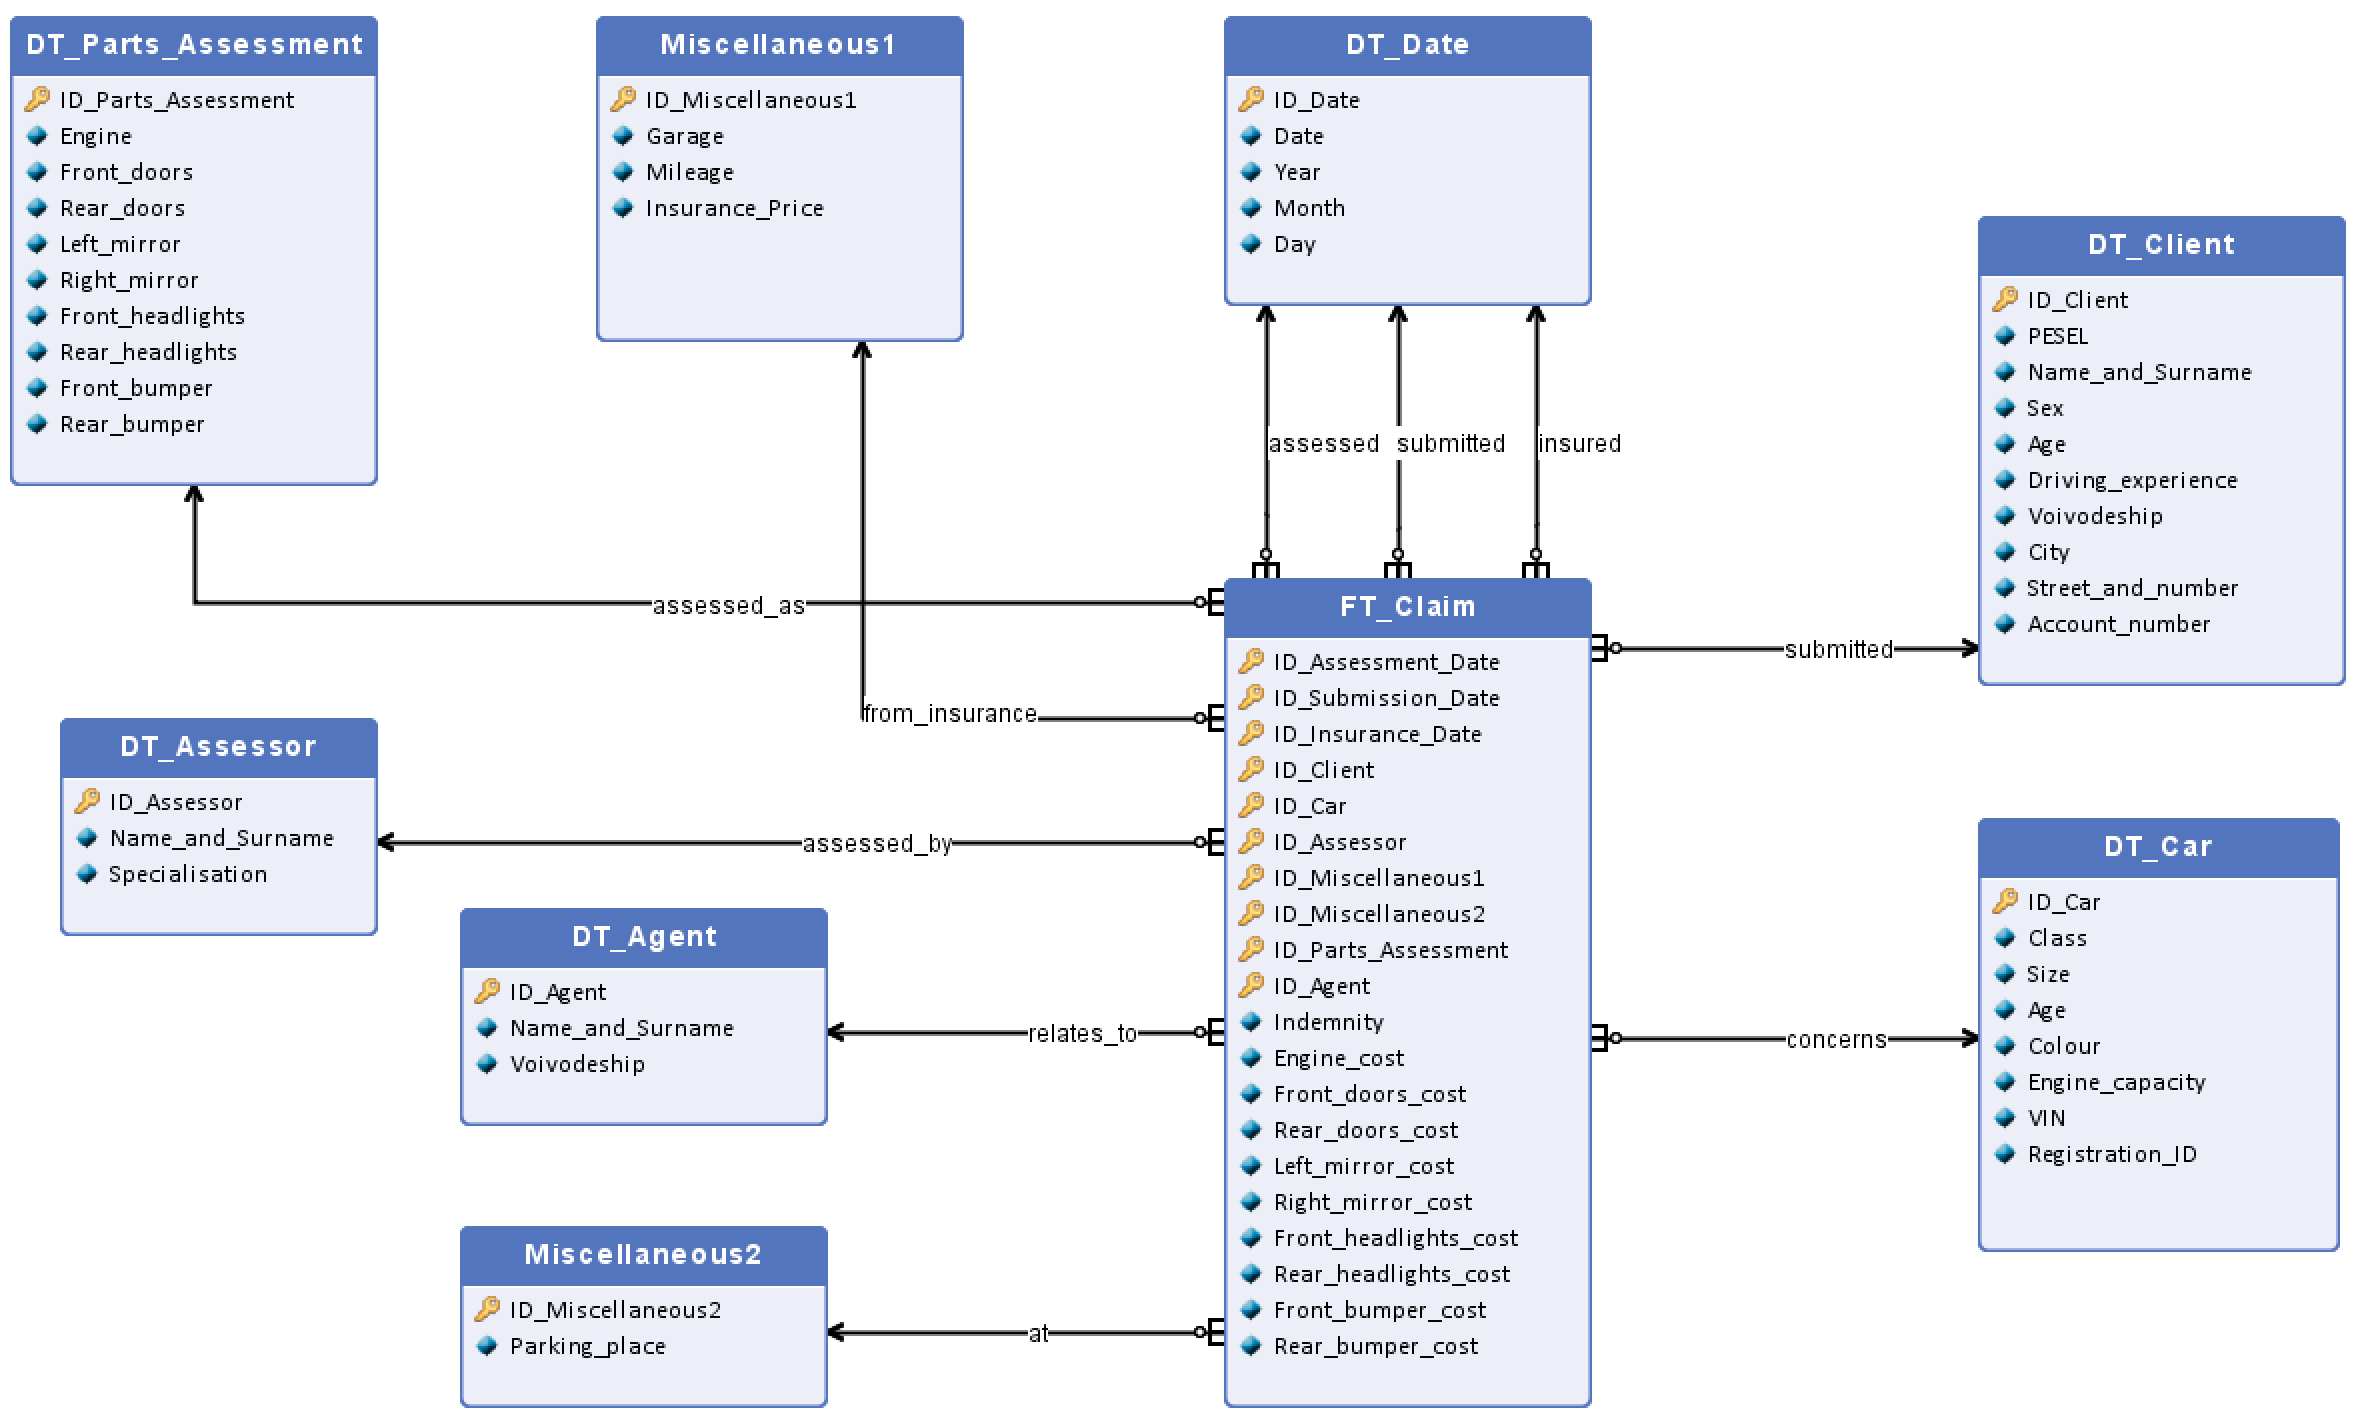 DT_Parts_Assessment
ID_Parts_Assessment
Engine
Front_doors
Rear_doors
Left_mirror
Right_mirror
Front_headlights
Rear_headlights
Front_bumper
Rear_bumper
Miscellaneous1
ID_Miscellaneous1
Garage
Mileage
Insurance_Price
DT_Date
ID_Date
Date
Year
Month
Day
DT_Client
ID_Client
PESEL
Name_and_Surname
Sex
Age
Driving_experience
Voivodeship
City
Street_and_number
Account_number
assessed
submitted
insured
assessed_as
from_insurance
submitted
DT_Assessor
ID_Assessor
Name_and_Surname
Specialisation
assessed_by
DT_Agent
ID_Agent
Name_and_Surname
Voivodeship
relates_to
Miscellaneous2
ID_Miscellaneous2
Parking_place
at
FT_Claim
ID_Assessment_Date
ID_Submission_Date
ID_Insurance_Date
ID_Client
ID_Car
ID_Assessor
ID_Miscellaneous1
ID_Miscellaneous2
ID_Parts_Assessment
ID_Agent
Indemnity
Engine_cost
Front_doors_cost
Rear_doors_cost
Left_mirror_cost
Right_mirror_cost
Front_headlights_cost
Rear_headlights_cost
Front_bumper_cost
Rear_bumper_cost
concerns
DT_Car
ID_Car
Class
Size
Age
Colour
Engine_capacity
VIN
Registration_ID